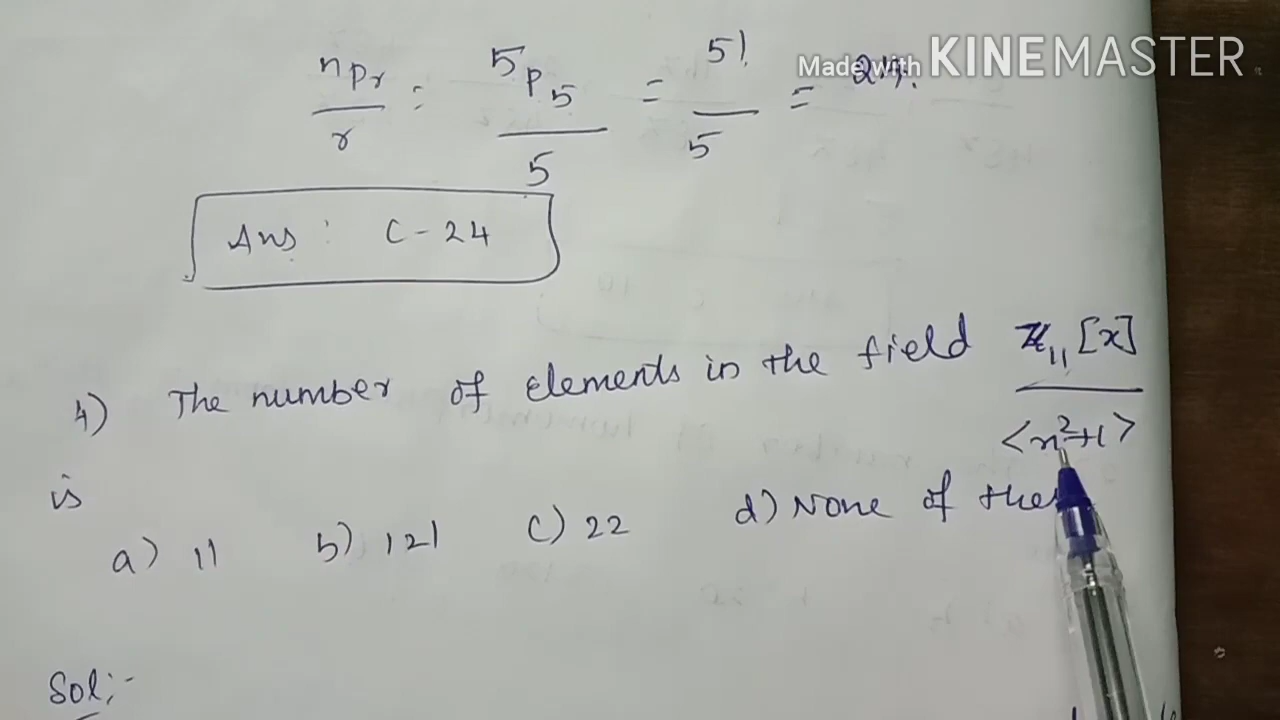 nPr / r = 5P5 / 5 = 5! / 5 = 24.
Made with KINEMASTER
Ans : C - 24
4) The number of elements in the field ℤ11 [x] / <x²+1>
is
a) 11 b) 121 c) 22 d) None of
Sol:-